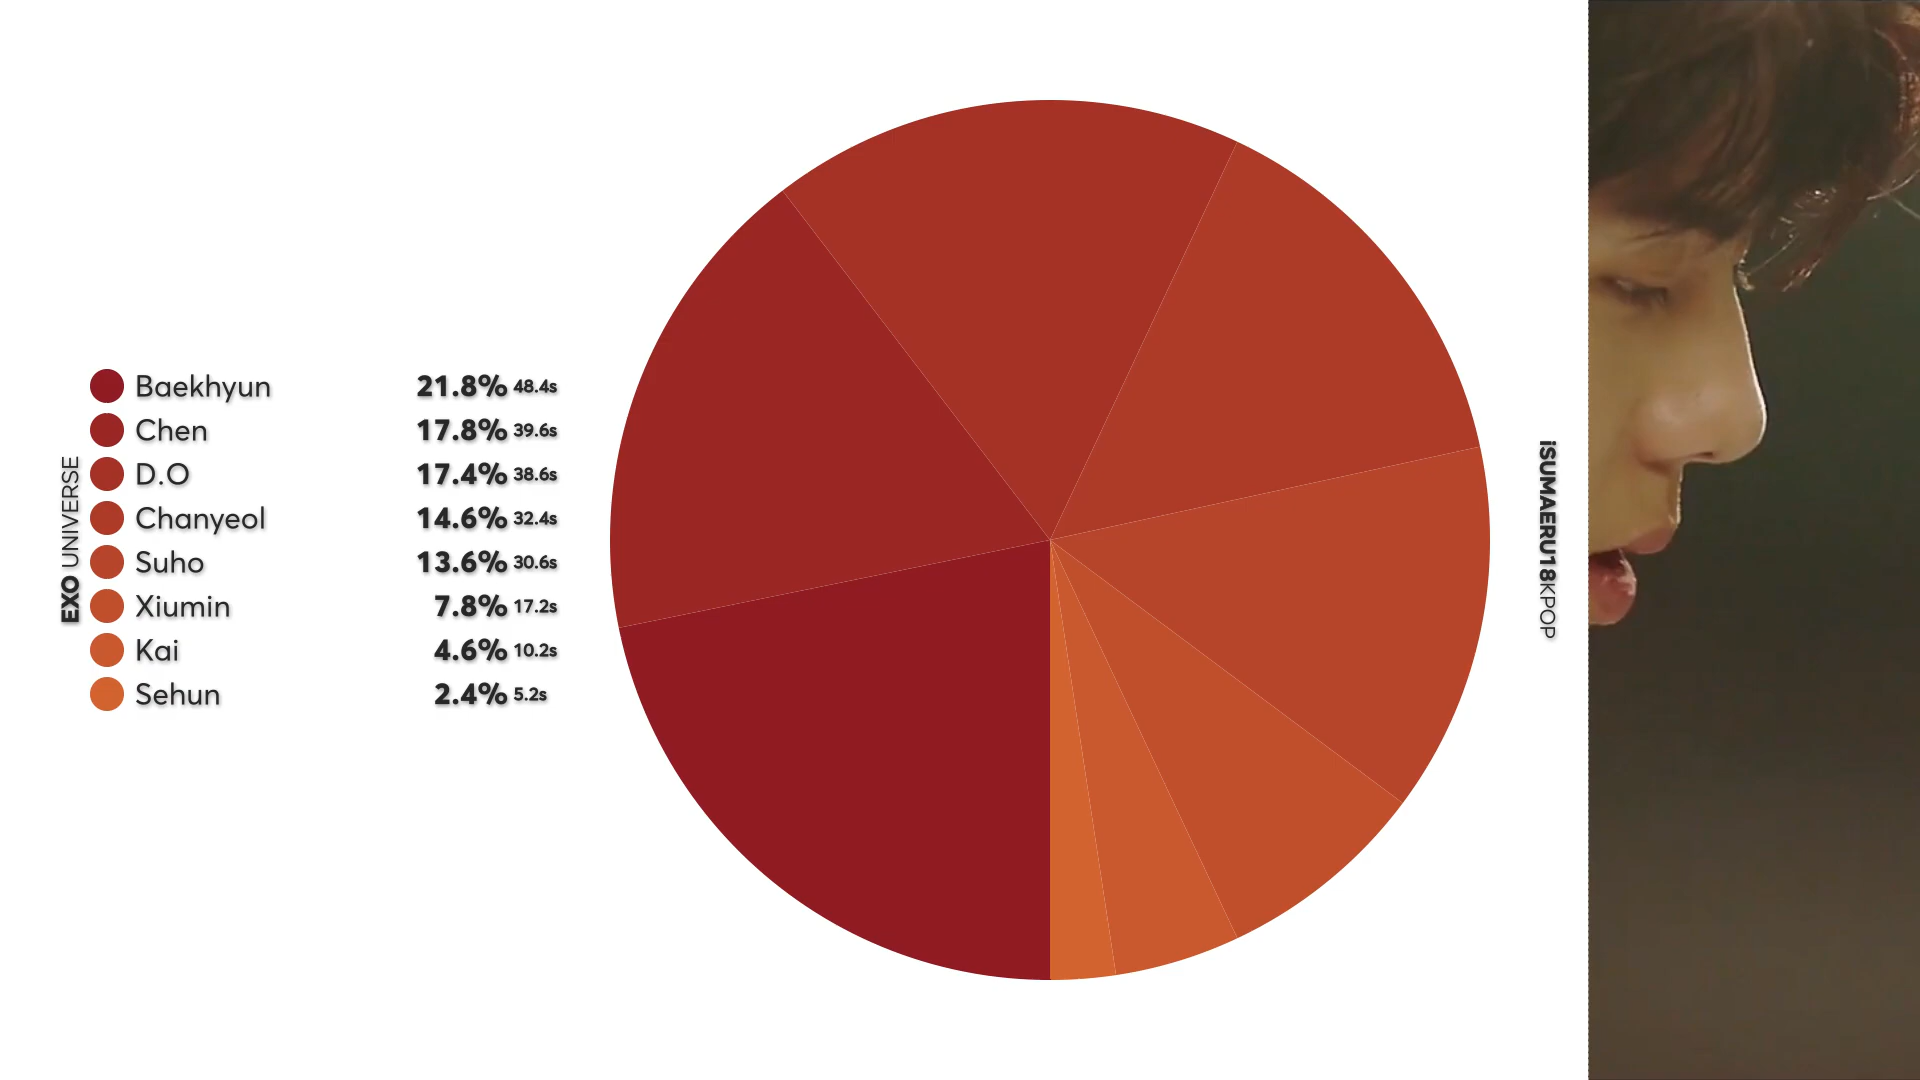 EXO UNIVERSE
Baekhyun 21.8% 48.4s
Chen 17.8% 39.6s
D.O 17.4% 38.6s
Chanyeol 14.6% 32.4s
Suho 13.6% 30.6s
Xiumin 7.8% 17.2s
Kai 4.6% 10.2s
Sehun 2.4% 5.2s
iSUMAERU18KPOP